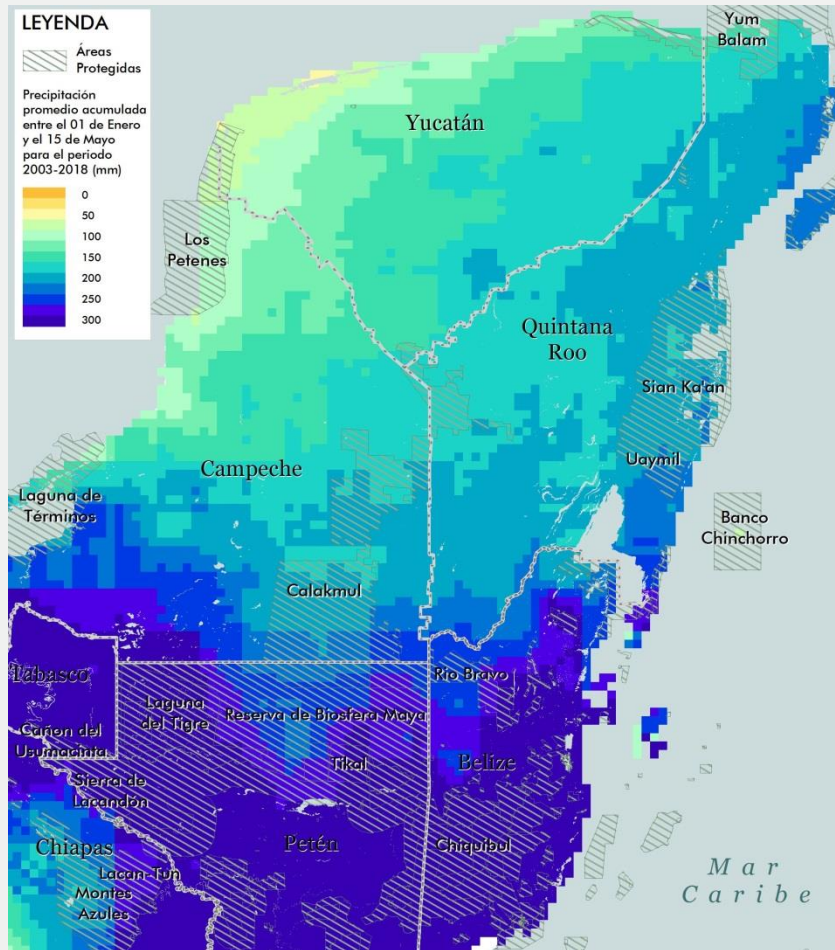 LEYENDA
Áreas
Protegidas
Precipitación
promedio acumulada
entre el 01 de Enero
y el 15 de Mayo
para el periodo
2003-2018 (mm)
0
50
100
150
200
250
300
Yum
Balam
Yucatán
Los
Petenes
Quintana
Roo
Sian Ka'an
Uaymil
Campeche
Laguna de
Términos
Banco
Chinchorro
Calakmul
Tabasco
Laguna
del Tigre
Reserva de Biosfera Maya
Rio Bravo
Cañon del
Usumacinta
Tikal
Belize
Sierra de
Lacandón
Chiapas
Petén
Chiquibul
Lacan-Tun
Montes
Azules
Mar
Caribe